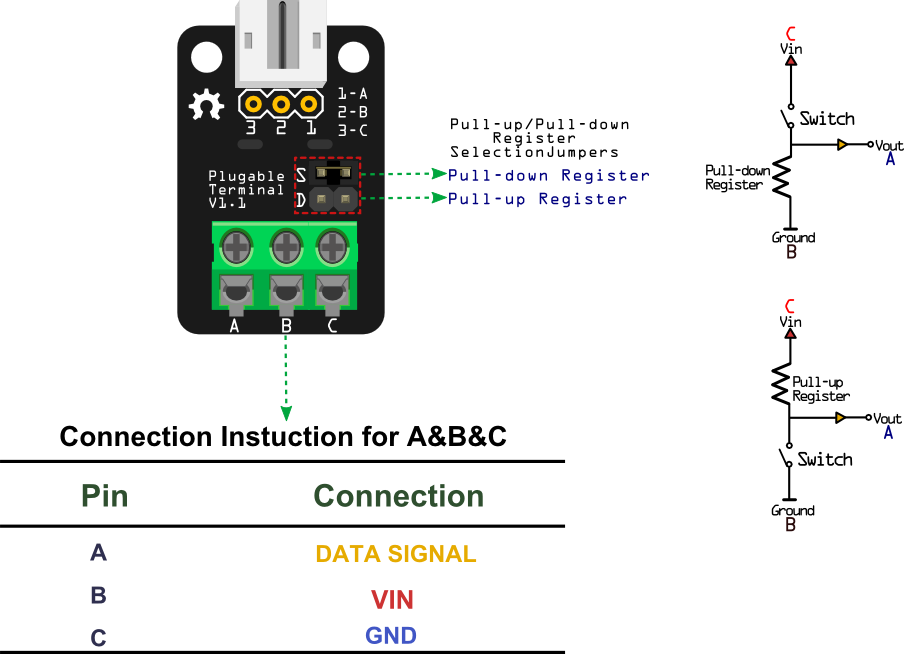 1-A
2-B
3-C
3 2 1
Plugable
Terminal
V1.1
S
D
A B C
Pull-up/Pull-down
Register
SelectionJumpers
Pull-down Register
Pull-up Register
C
Vin
Switch
Vout
A
Pull-down
Register
Ground
B
C
Vin
Pull-up
Register
Vout
A
Switch
Ground
B
Connection Instuction for A&B&C
Pin Connection
A DATA SIGNAL
B VIN
C GND